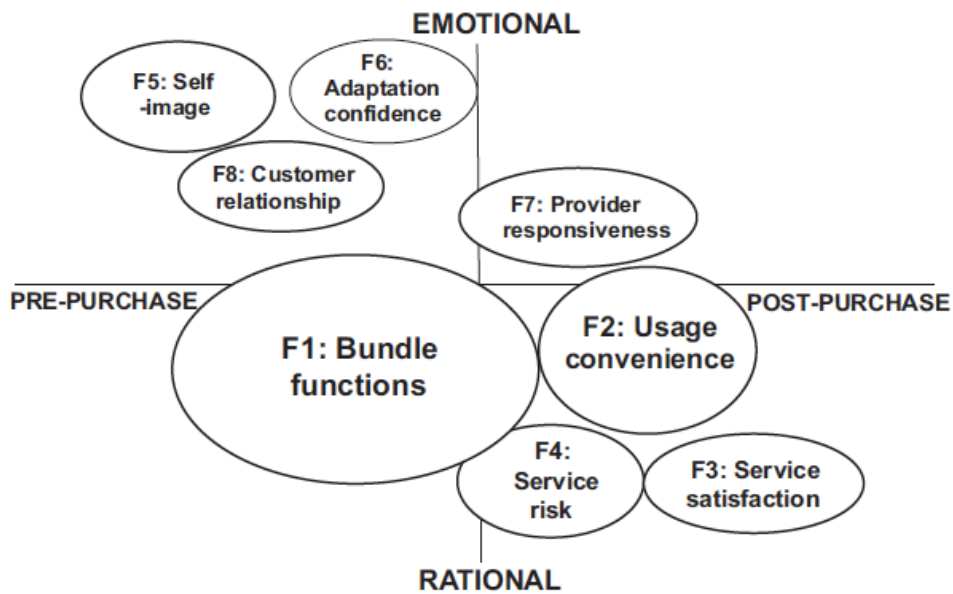 EMOTIONAL
F5: Self
-image
F6:
Adaptation
confidence
F8: Customer
relationship
F7: Provider
responsiveness
PRE-PURCHASE
POST-PURCHASE
F1: Bundle
functions
F2: Usage
convenience
F4:
Service
risk
F3: Service
satisfaction
RATIONAL